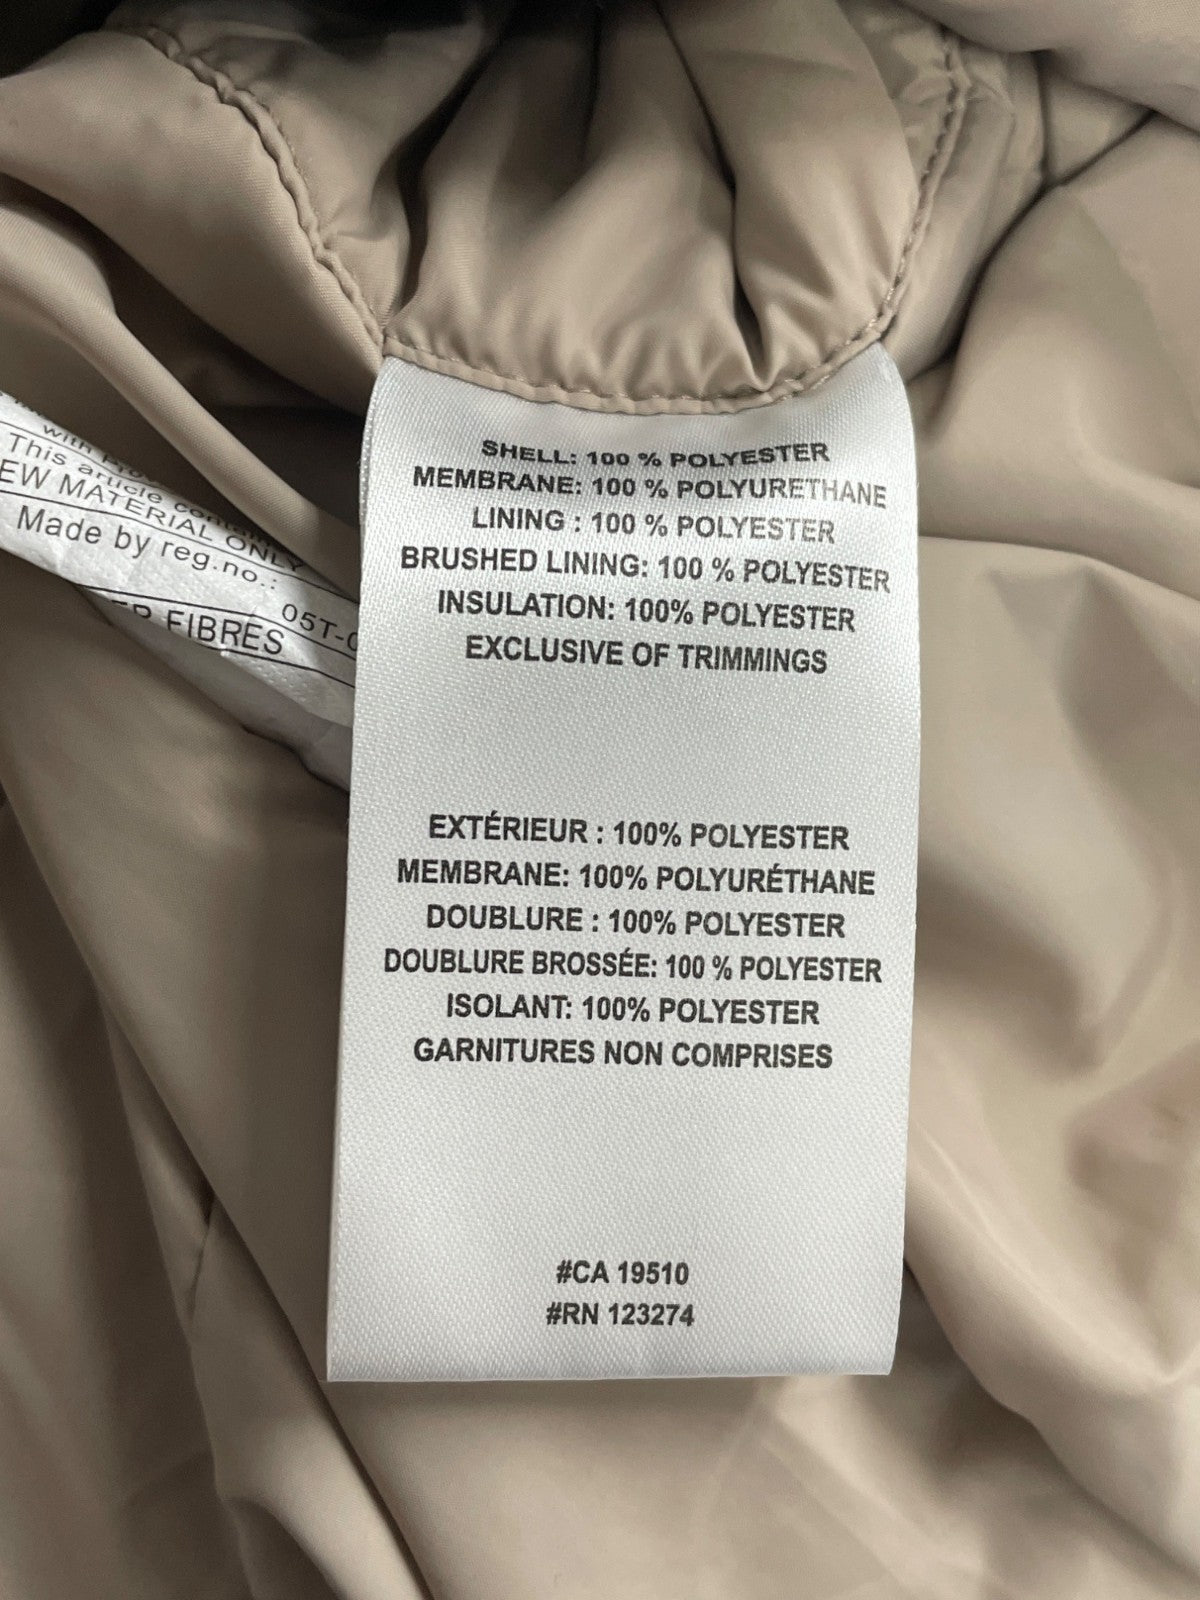 with
This article
EW MATERIAL ONLY
Made by reg.no.:
05T-0
FIBRES
SHELL: 100 % POLYESTER
MEMBRANE: 100 % POLYURETHANE
LINING : 100 % POLYESTER
BRUSHED LINING: 100 % POLYESTER
INSULATION: 100% POLYESTER
EXCLUSIVE OF TRIMMINGS
EXTÉRIEUR : 100% POLYESTER
MEMBRANE: 100% POLYURÉTHANE
DOUBLURE : 100% POLYESTER
DOUBLURE BROSSÉE: 100 % POLYESTER
ISOLANT: 100% POLYESTER
GARNITURES NON COMPRISES
#CA 19510
#RN 123274